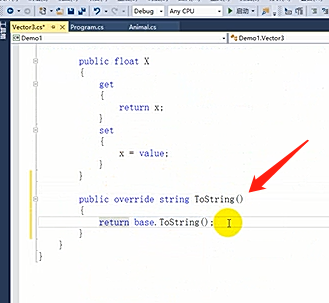 Debug
Any CPU
启动
Vector3.cs*
Program.cs
Animal.cs
Demo1
Demo1.Vector3
public float X
{
get
{
return x;
}
set
{
x = value;
}
}
public override string ToString()
{
return base.ToString();
}
}
}